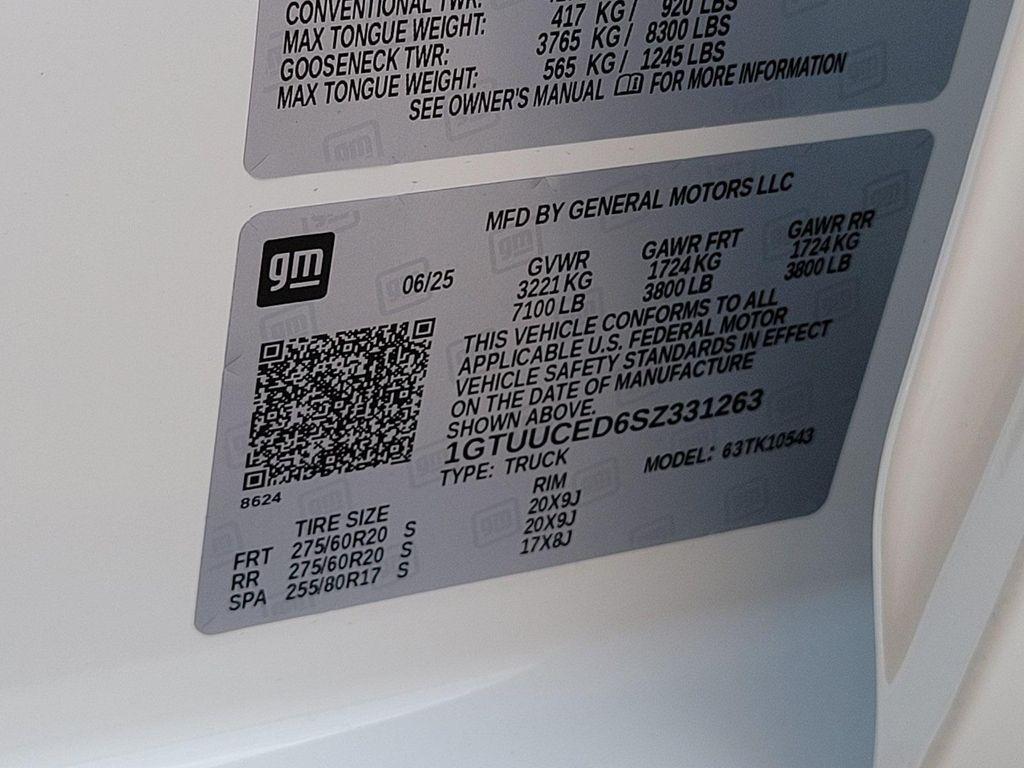 CONVENTIONAL TWR:
MAX TONGUE WEIGHT: 417 KG / 920 LBS
GOOSENECK TWR: 3765 KG / 8300 LBS
MAX TONGUE WEIGHT: 565 KG / 1245 LBS
SEE OWNER'S MANUAL FOR MORE INFORMATION
MFD BY GENERAL MOTORS LLC
gm
06/25
GVWR GAWR FRT GAWR RR
3221 KG 1724 KG 1724 KG
7100 LB 3800 LB 3800 LB
THIS VEHICLE CONFORMS TO ALL
APPLICABLE U.S. FEDERAL MOTOR
VEHICLE SAFETY STANDARDS IN EFFECT
ON THE DATE OF MANUFACTURE
SHOWN ABOVE.
1GTUUCED6SZ331263
TYPE: TRUCK MODEL: 63TK10543
8624
TIRE SIZE RIM
FRT 275/60R20 S 20X9J
RR 275/60R20 S 20X9J
SPA 255/80R17 S 17X8J